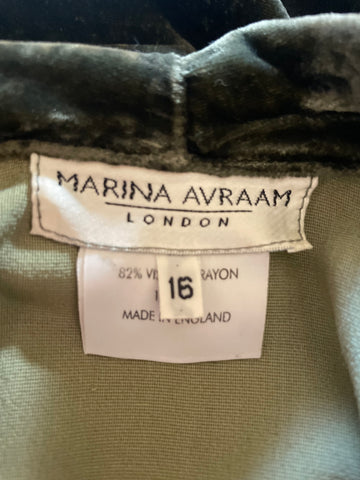 MARINA AVRAAM
LONDON
16
82% RAYON
MADE IN ENGLAND